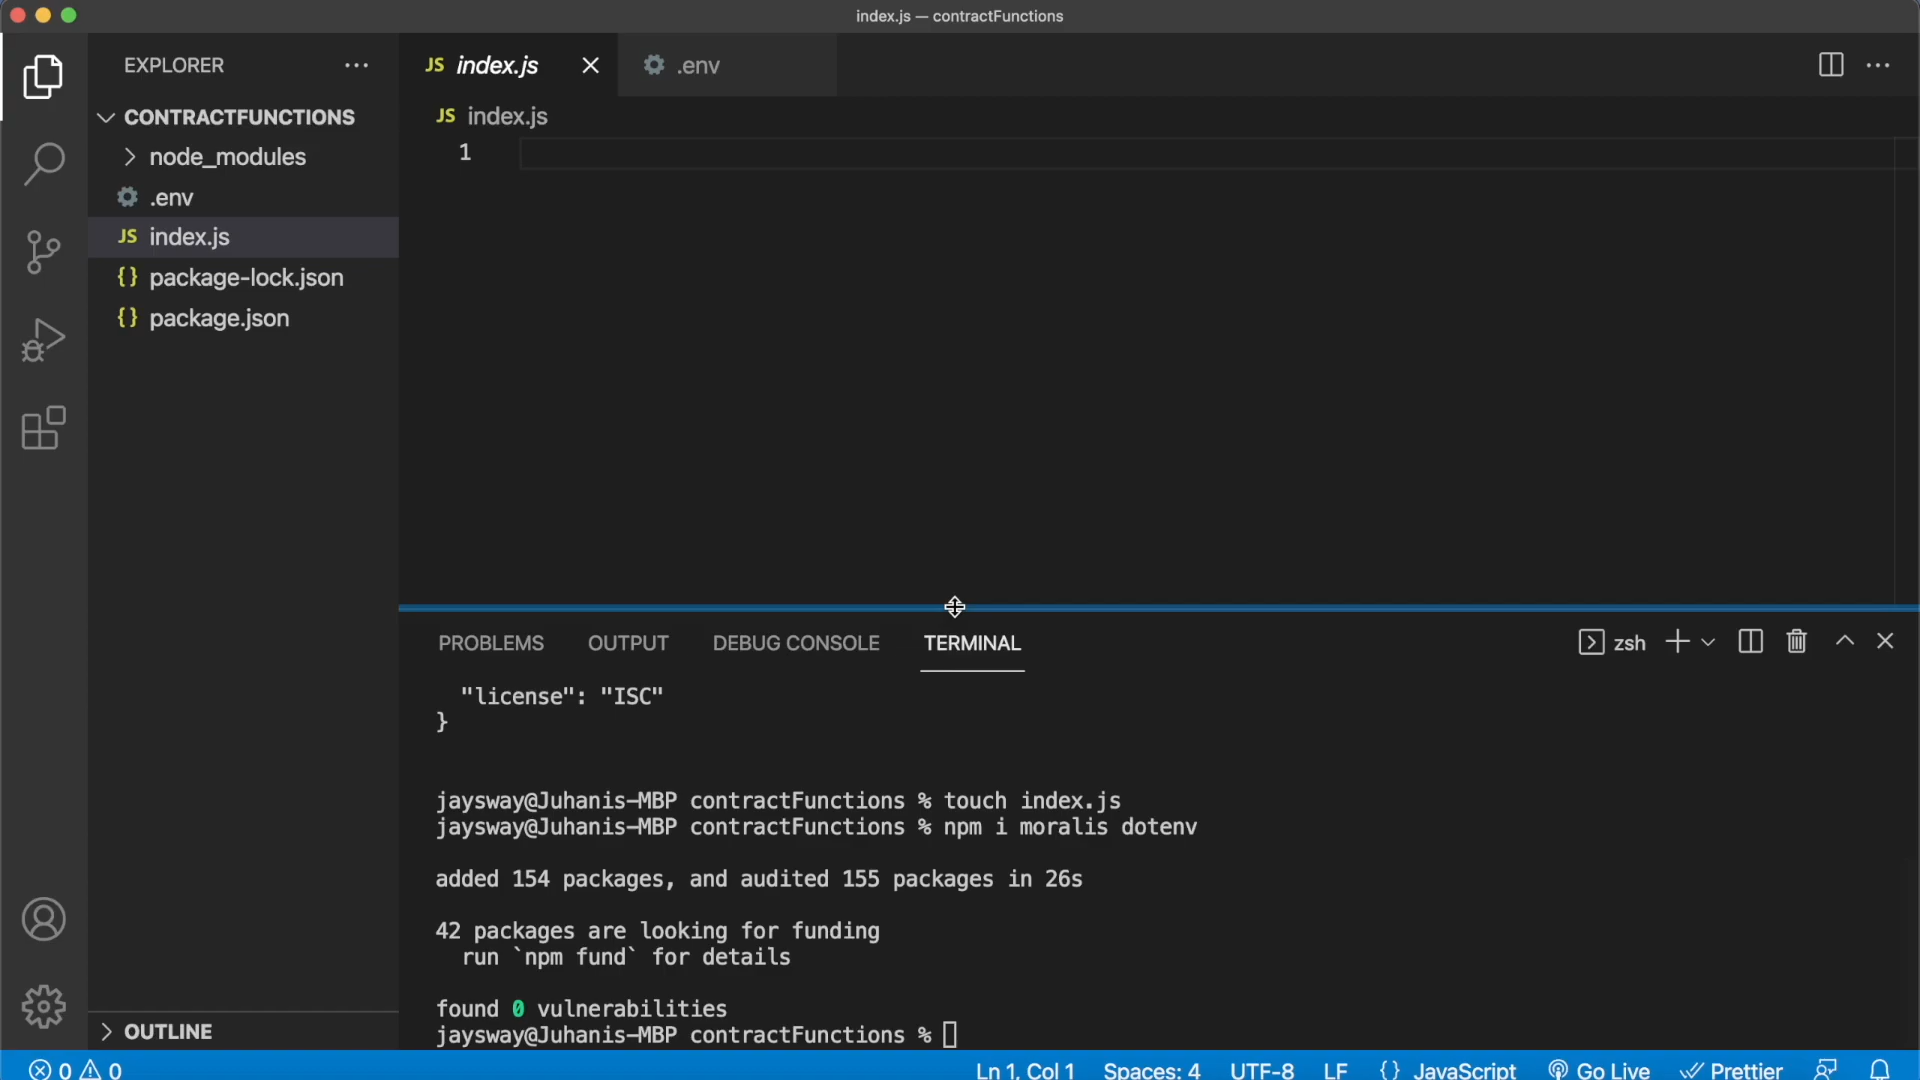 index.js — contractFunctions
EXPLORER
JS index.js
.env
CONTRACTFUNCTIONS
JS index.js
node_modules
1
.env
JS index.js
{} package-lock.json
{} package.json
PROBLEMS OUTPUT DEBUG CONSOLE TERMINAL
zsh
"license": "ISC"
}
jaysway@Juhanis-MBP contractFunctions % touch index.js
jaysway@Juhanis-MBP contractFunctions % npm i moralis dotenv
added 154 packages, and audited 155 packages in 26s
42 packages are looking for funding
run `npm fund` for details
found 0 vulnerabilities
jaysway@Juhanis-MBP contractFunctions %
OUTLINE
0 0
Ln 1, Col 1 Spaces: 4 UTF-8 LF {} JavaScript Go Live Prettier